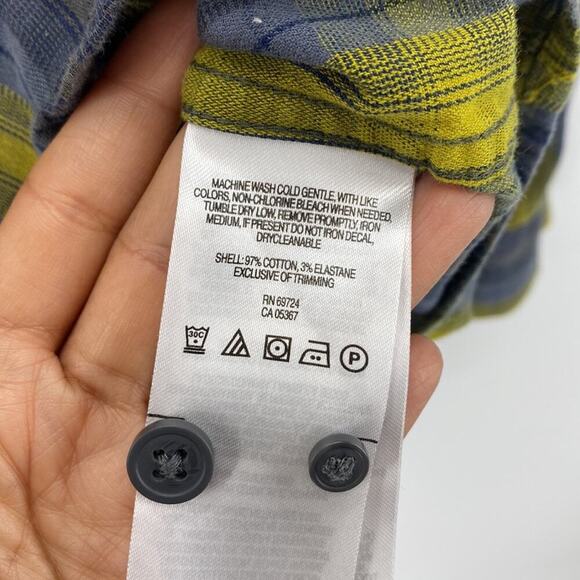 MACHINE WASH COLD GENTLE, WITH LIKE
COLORS, NON-CHLORINE BLEACH WHEN NEEDED.
TUMBLE DRY LOW, REMOVE PROMPTLY, IRON
MEDIUM, IF PRESENT DO NOT IRON DECAL,
DRYCLEANABLE
SHELL: 97% COTTON, 3% ELASTANE
EXCLUSIVE OF TRIMMING
RN 69724
CA 05367
30C
P